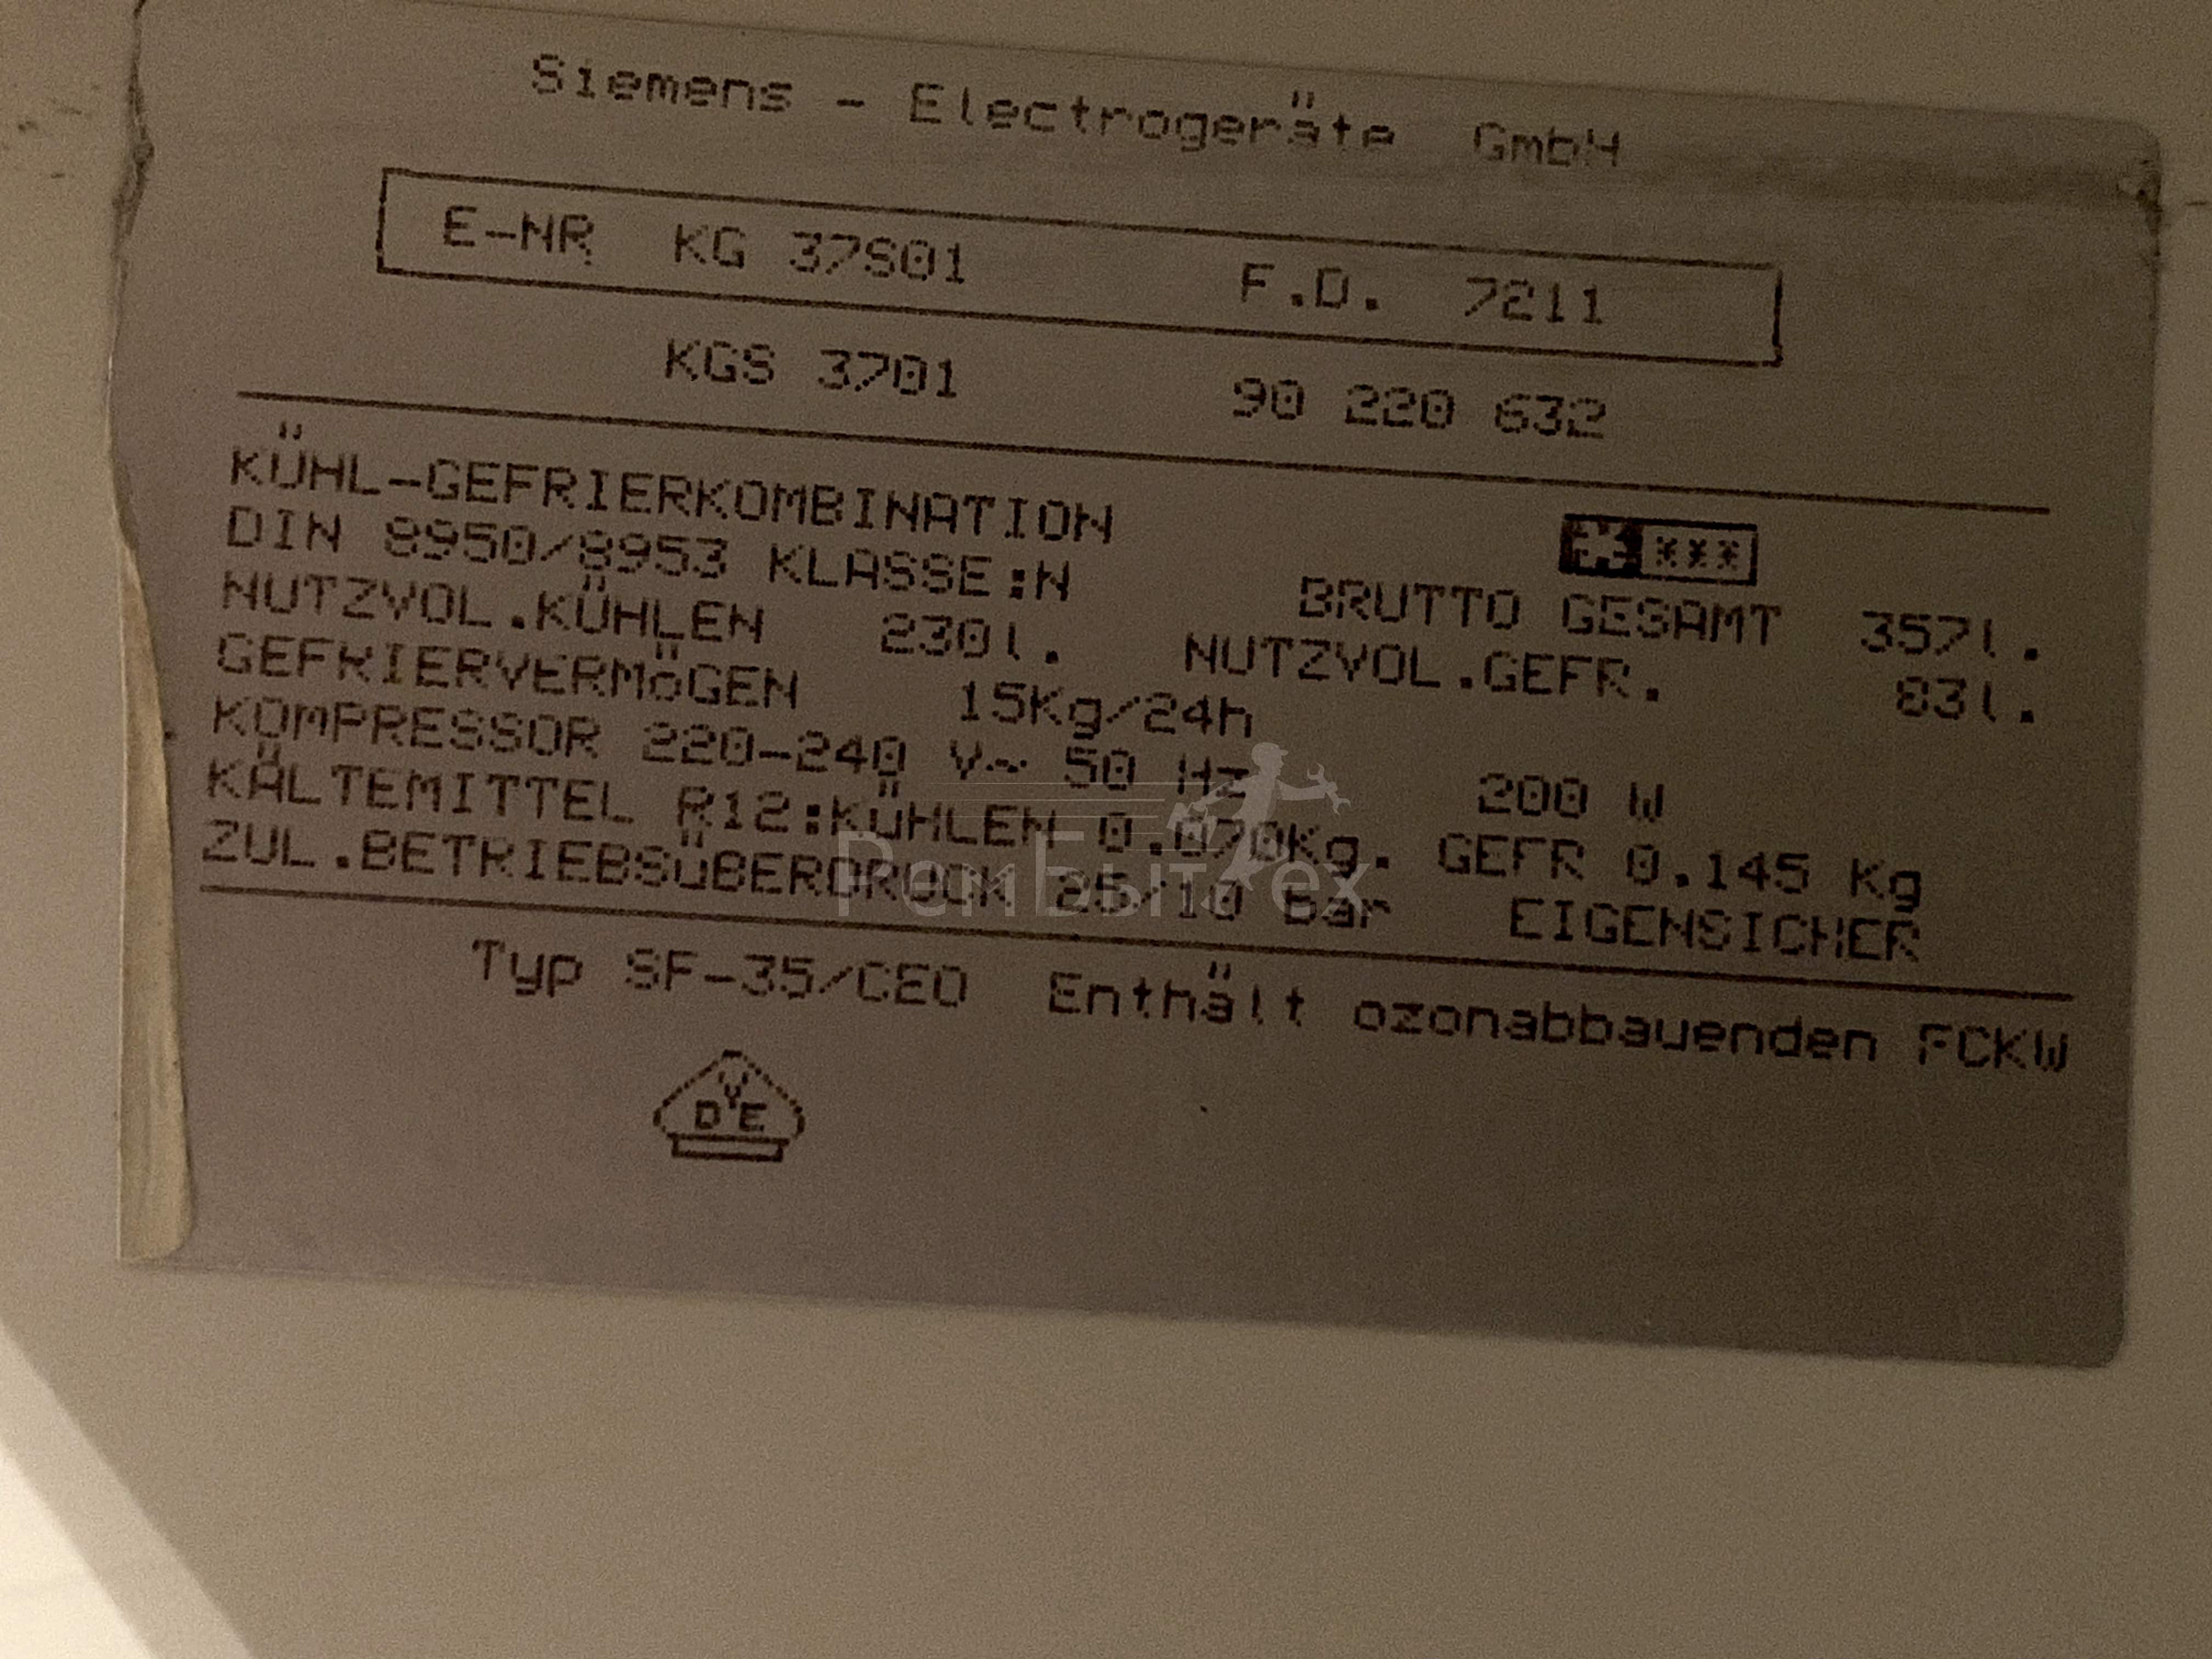 Siemens - Electrogeräte GmbH
E-NR KG 37S01 F.D. 7211
KGS 3701 90 220 632
KÜHL-GEFRIERKOMBINATION
DIN 8950/8953 KLASSE:N BRUTTO GESAMT 357l.
NUTZVOL.KÜHLEN 230l. NUTZVOL.GEFR. 83l.
GEFRIERVERMÖGEN 15Kg/24h
KOMPRESSOR 220-240 V~ 50 Hz 200 W
KÄLTEMITTEL R12:KÜHLEN 0.070Kg. GEFR 0.145 Kg
ZUL.BETRIEBSÜBERDRUCK 25/10 Bar EIGENSICHER
РемБытТех
Typ SF-35/CEO Enthält ozonabbauenden FCKW
DVE